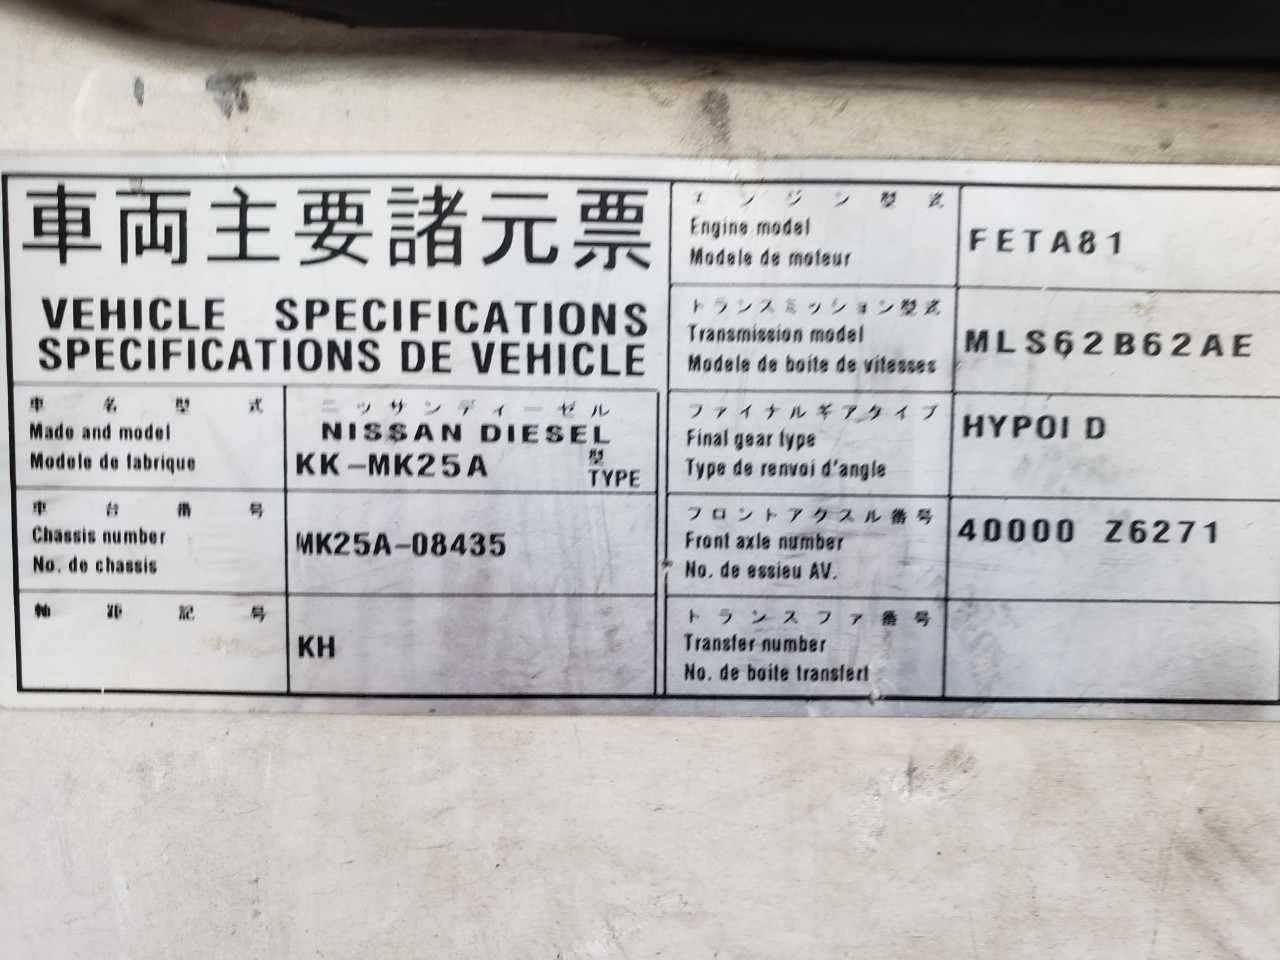 車両主要諸元票
VEHICLE SPECIFICATIONS
SPECIFICATIONS DE VEHICLE
車名型式
Made and model
Modele de fabrique
ニッサンディーゼル
NISSAN DIESEL
KK-MK25A
型
TYPE
車台番号
Chassis number
No. de chassis
MK25A-08435
軸距記号
KH
エンジン型式
Engine model
Modele de moteur
FETA81
トランスミッション型式
Transmission model
Modele de boite de vitesses
MLS62B62AE
ファイナルギアタイプ
Final gear type
Type de renvoi d'angle
HYPOID
フロントアクスル番号
Front axle number
No. de essieu AV.
40000 Z6271
トランスファ番号
Transfer number
No. de boite transfert